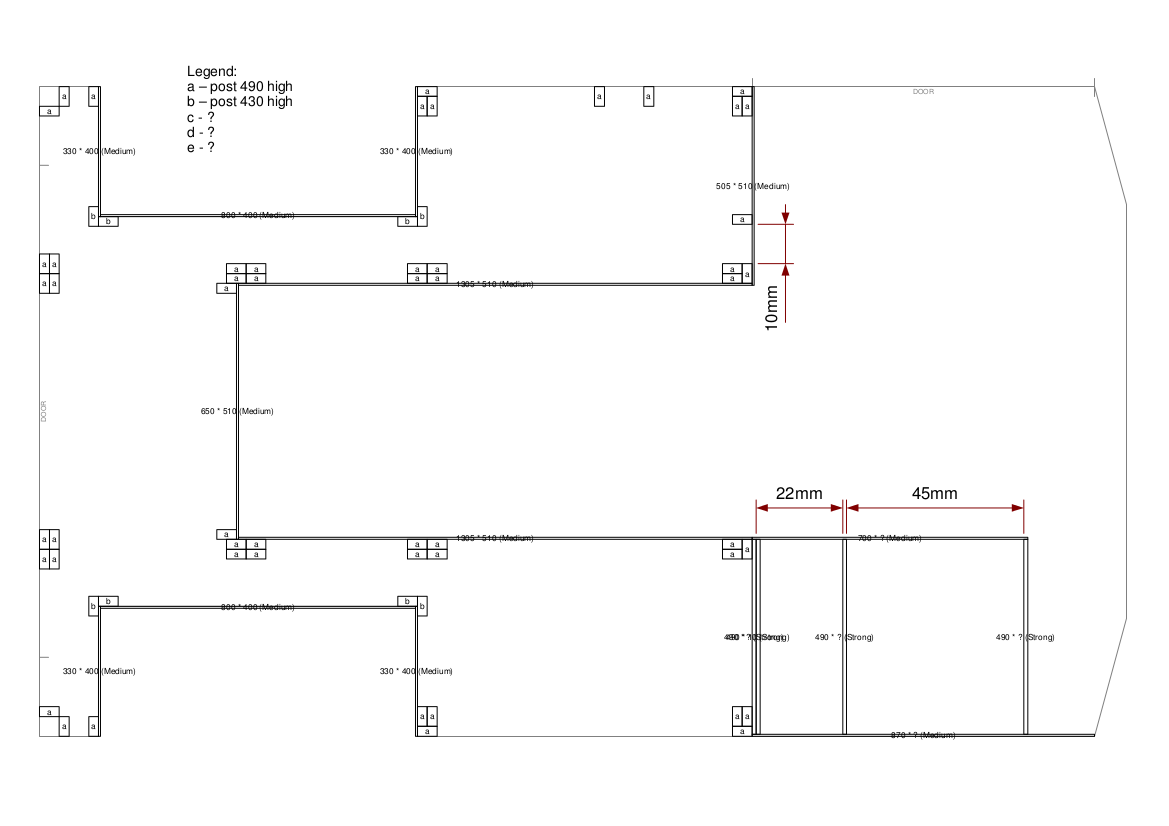 Legend:
a – post 490 high
b – post 430 high
c - ?
d - ?
e - ?
DOOR
a
a
a
a
a a
a
a
a
a a
330 * 400 (Medium)
330 * 400 (Medium)
505 * 510 (Medium)
b
b
800 * 400 (Medium)
b
b
a
a a
a a
a a
a a
a a
a a
a a
a
a
1305 * 510 (Medium)
a
10mm
DOOR
650 * 510 (Medium)
22mm
45mm
a
1305 * 510 (Medium)
700 * ? (Medium)
a a
a a
a a
a a
a a
a a
a
a
a
b
b
800 * 400 (Medium)
b
b
490 * ? (Strong)
490 * ? (Strong)
330 * 400 (Medium)
330 * 400 (Medium)
a
a
a
a a
a
a a
a
870 * ? (Medium)